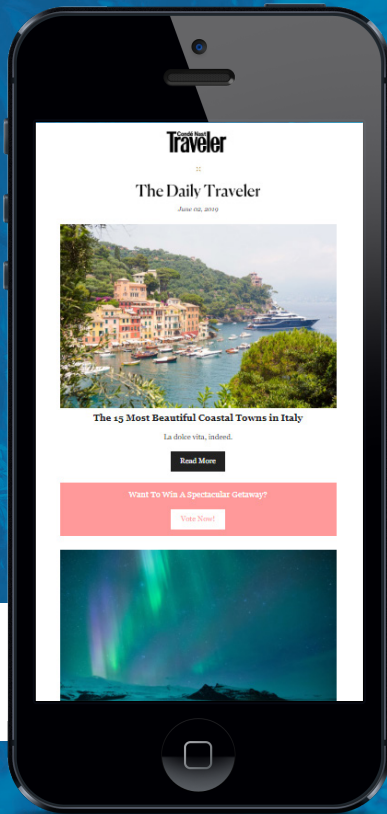 Condé Nast
Traveler
The Daily Traveler
June 02, 2019
The 15 Most Beautiful Coastal Towns in Italy
La dolce vita, indeed.
Read More
Want To Win A Spectacular Getaway?
Vote Now!